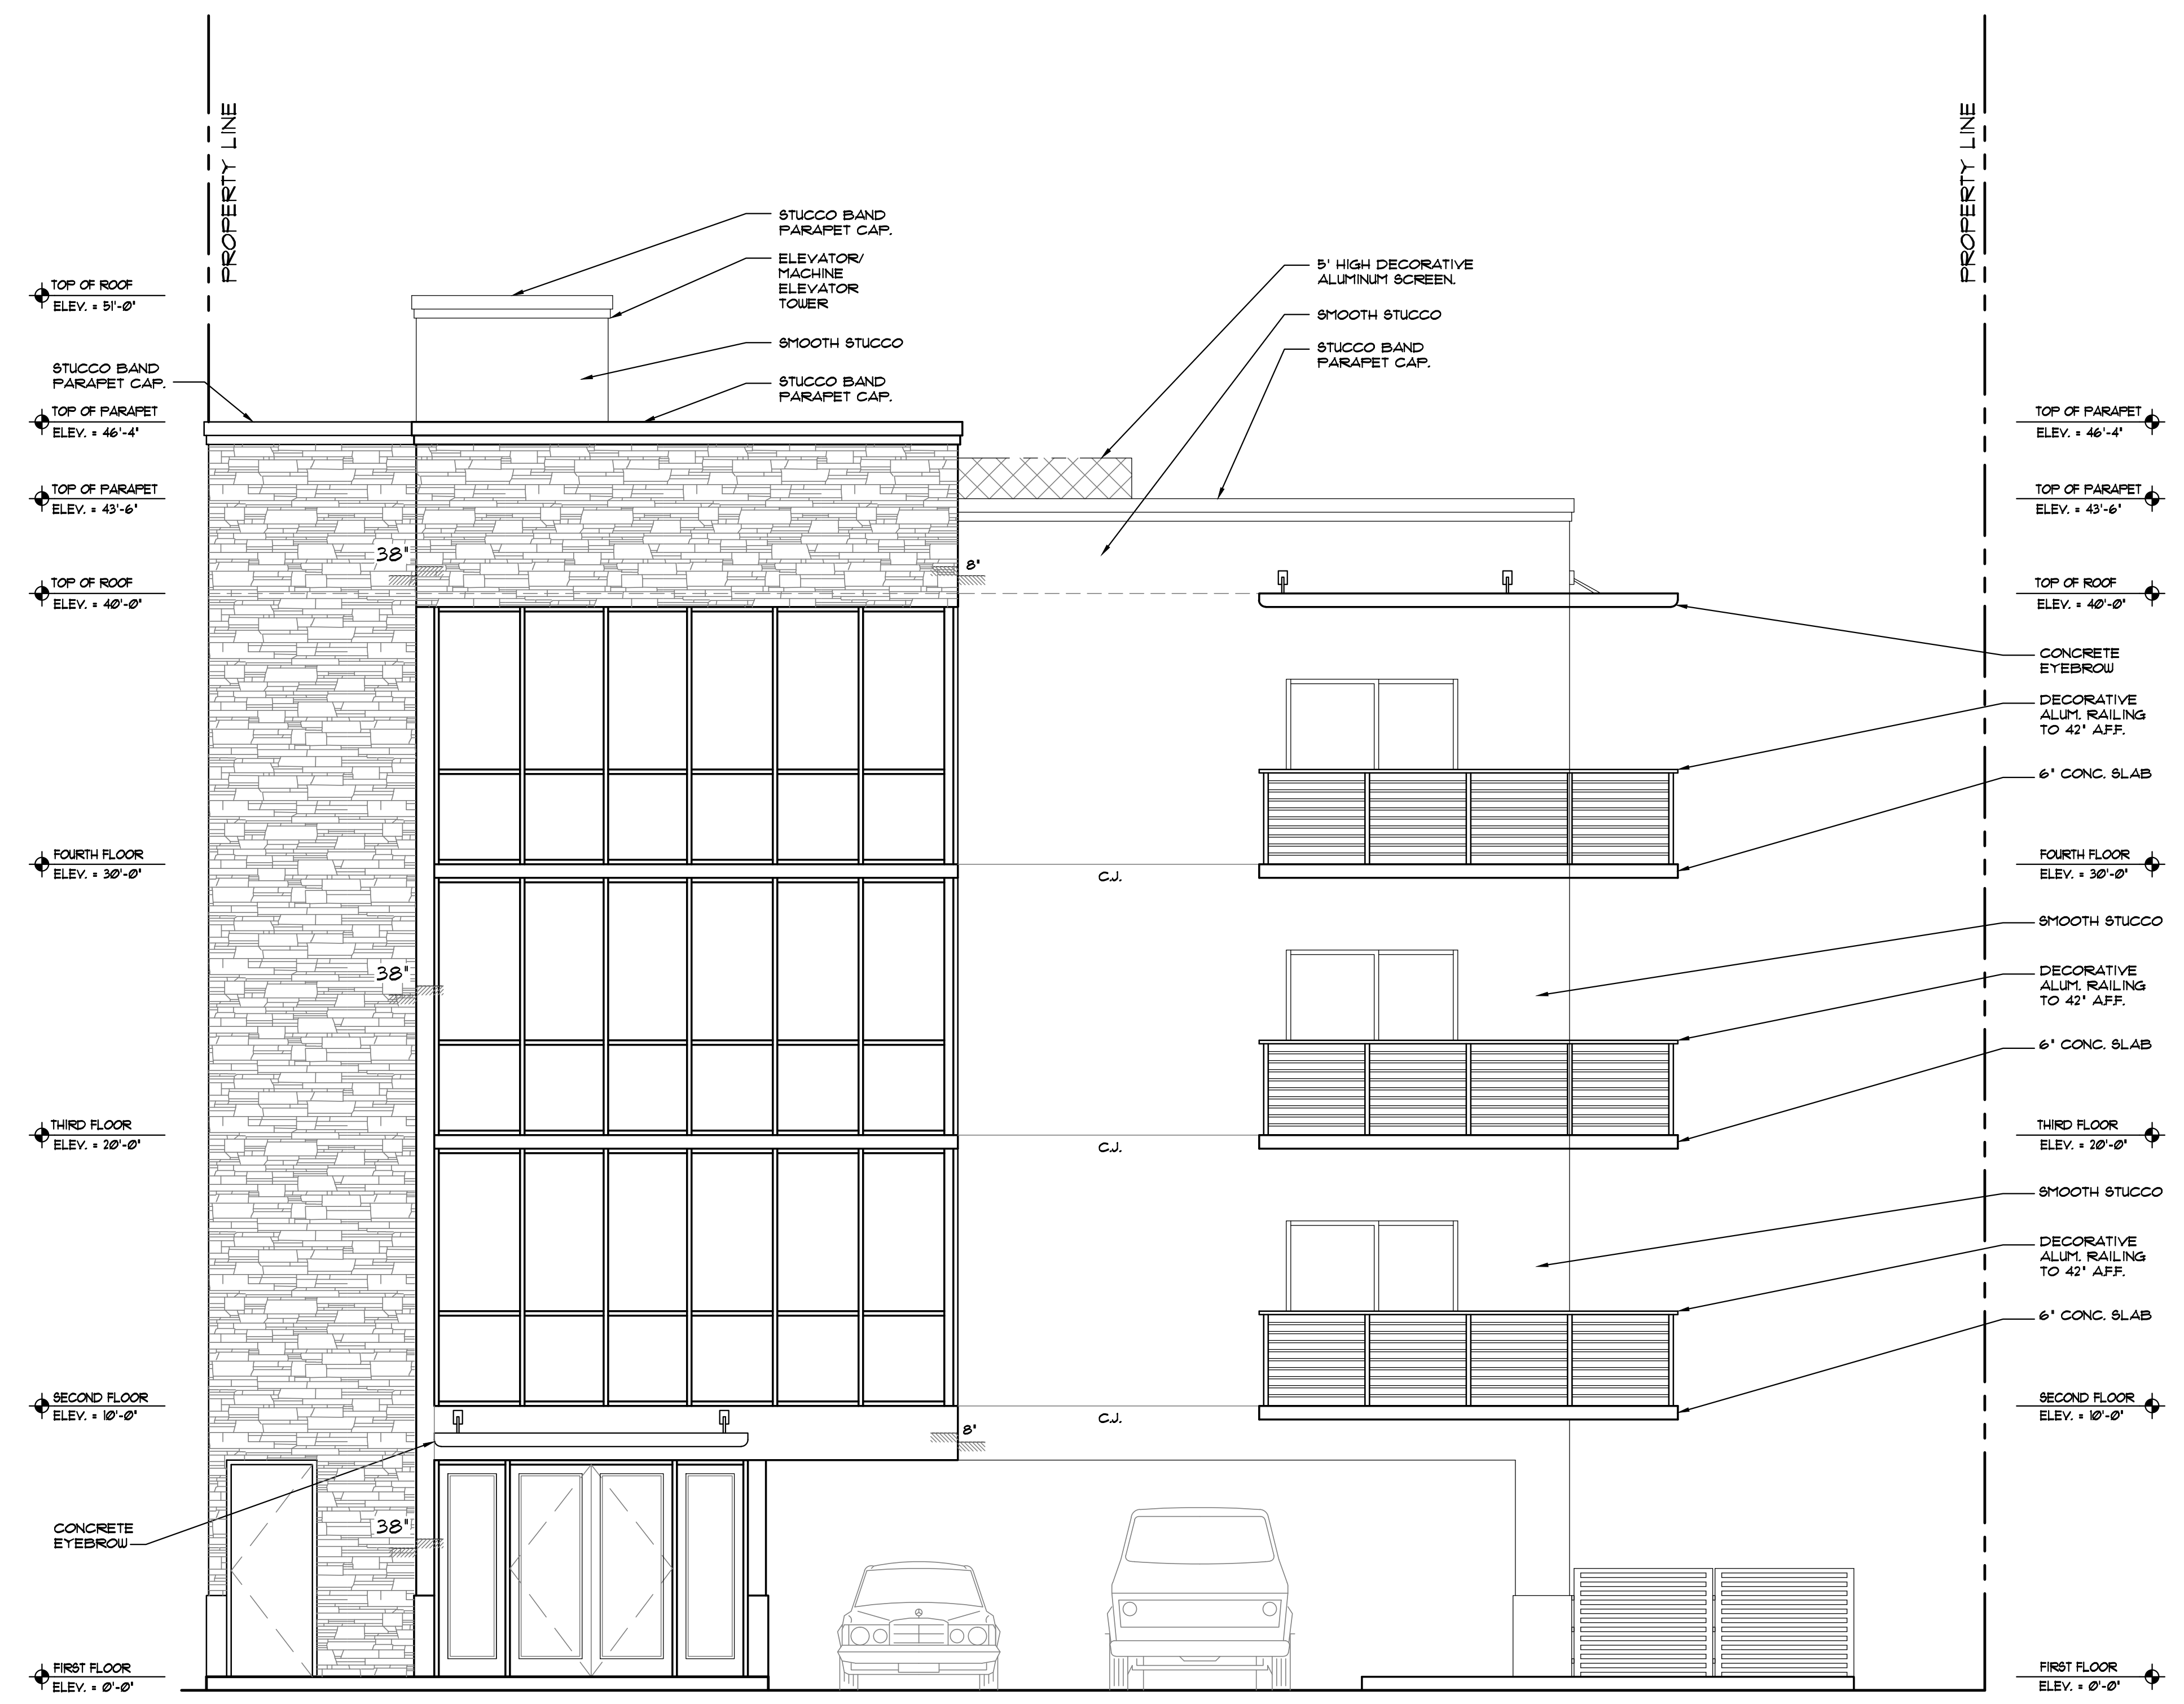 PROPERTY LINE
PROPERTY LINE
STUCCO BAND
PARAPET CAP.
ELEVATOR/
MACHINE
ELEVATOR
TOWER
SMOOTH STUCCO
STUCCO BAND
PARAPET CAP.
5' HIGH DECORATIVE
ALUMINUM SCREEN.
SMOOTH STUCCO
STUCCO BAND
PARAPET CAP.
TOP OF ROOF
ELEV. = 51'-0"
STUCCO BAND
PARAPET CAP.
TOP OF PARAPET
ELEV. = 46'-4"
TOP OF PARAPET
ELEV. = 43'-6"
TOP OF ROOF
ELEV. = 40'-0"
FOURTH FLOOR
ELEV. = 30'-0"
THIRD FLOOR
ELEV. = 20'-0"
SECOND FLOOR
ELEV. = 10'-0"
CONCRETE
EYEBROW
FIRST FLOOR
ELEV. = 0'-0"
38"
8"
38"
8"
38"
C.J.
C.J.
C.J.
TOP OF PARAPET
ELEV. = 46'-4"
TOP OF PARAPET
ELEV. = 43'-6"
TOP OF ROOF
ELEV. = 40'-0"
CONCRETE
EYEBROW
DECORATIVE
ALUM. RAILING
TO 42" A.F.F.
6" CONC. SLAB
FOURTH FLOOR
ELEV. = 30'-0"
SMOOTH STUCCO
DECORATIVE
ALUM. RAILING
TO 42" A.F.F.
6" CONC. SLAB
THIRD FLOOR
ELEV. = 20'-0"
SMOOTH STUCCO
DECORATIVE
ALUM. RAILING
TO 42" A.F.F.
6" CONC. SLAB
SECOND FLOOR
ELEV. = 10'-0"
FIRST FLOOR
ELEV. = 0'-0"